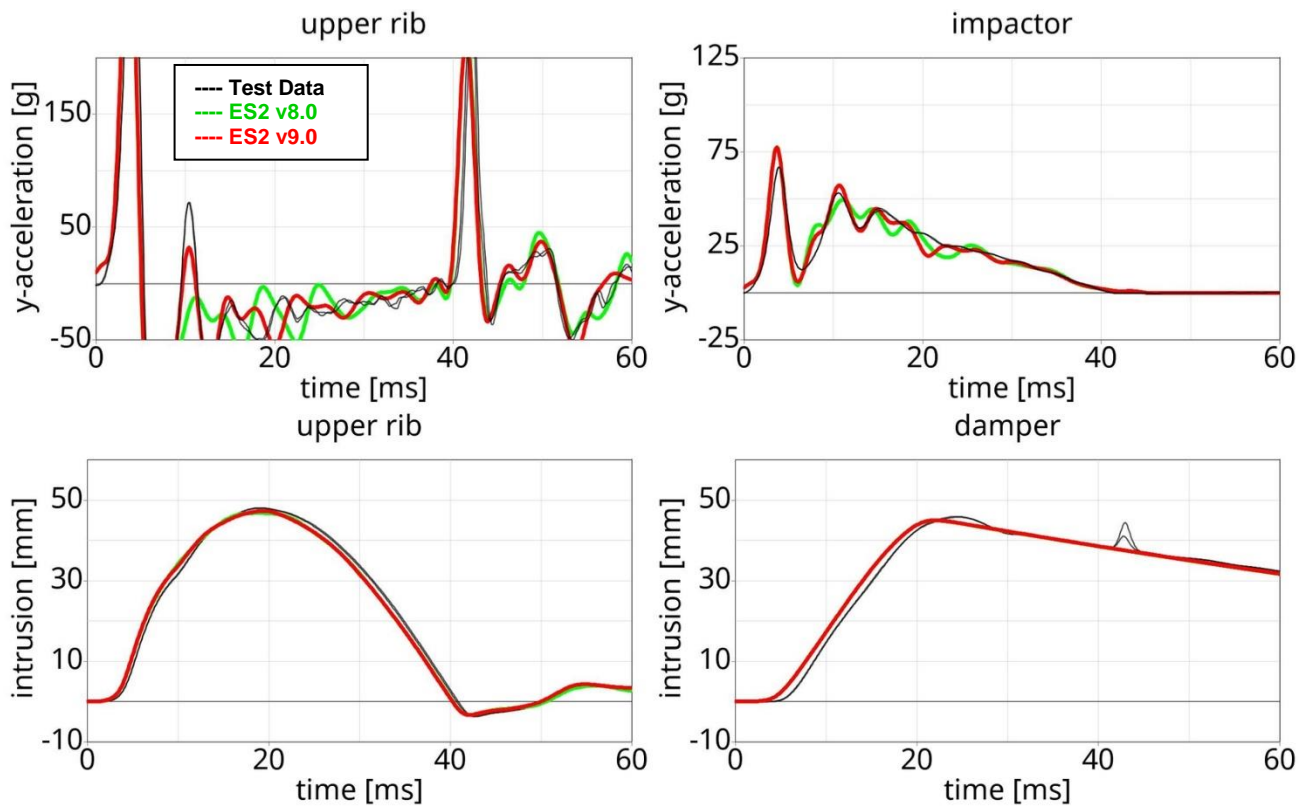 upper rib
y-acceleration [g]
150
50
-50
0
20
40
60
time [ms]
---- Test Data
---- ES2 v8.0
---- ES2 v9.0
impactor
y-acceleration [g]
125
75
25
-25
0
20
40
60
time [ms]
upper rib
intrusion [mm]
50
30
10
-10
0
20
40
60
time [ms]
damper
intrusion [mm]
50
30
10
-10
0
20
40
60
time [ms]